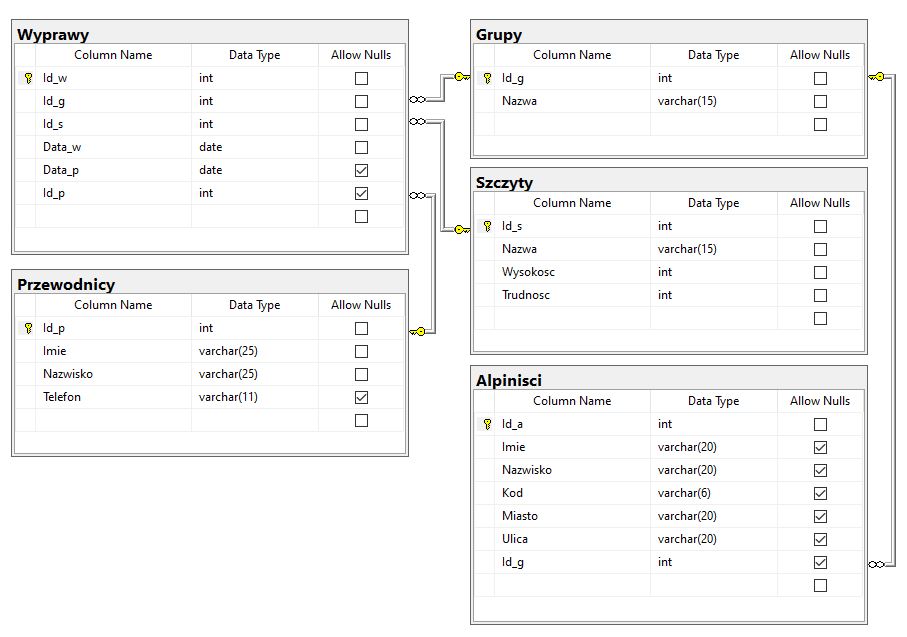 Wyprawy
Column Name Data Type Allow Nulls
Id_w int
Id_g int
Id_s int
Data_w date
Data_p date
Id_p int
Przewodnicy
Column Name Data Type Allow Nulls
Id_p int
Imie varchar(25)
Nazwisko varchar(25)
Telefon varchar(11)
Grupy
Column Name Data Type Allow Nulls
Id_g int
Nazwa varchar(15)
Szczyty
Column Name Data Type Allow Nulls
Id_s int
Nazwa varchar(15)
Wysokosc int
Trudnosc int
Alpinisci
Column Name Data Type Allow Nulls
Id_a int
Imie varchar(20)
Nazwisko varchar(20)
Kod varchar(6)
Miasto varchar(20)
Ulica varchar(20)
Id_g int